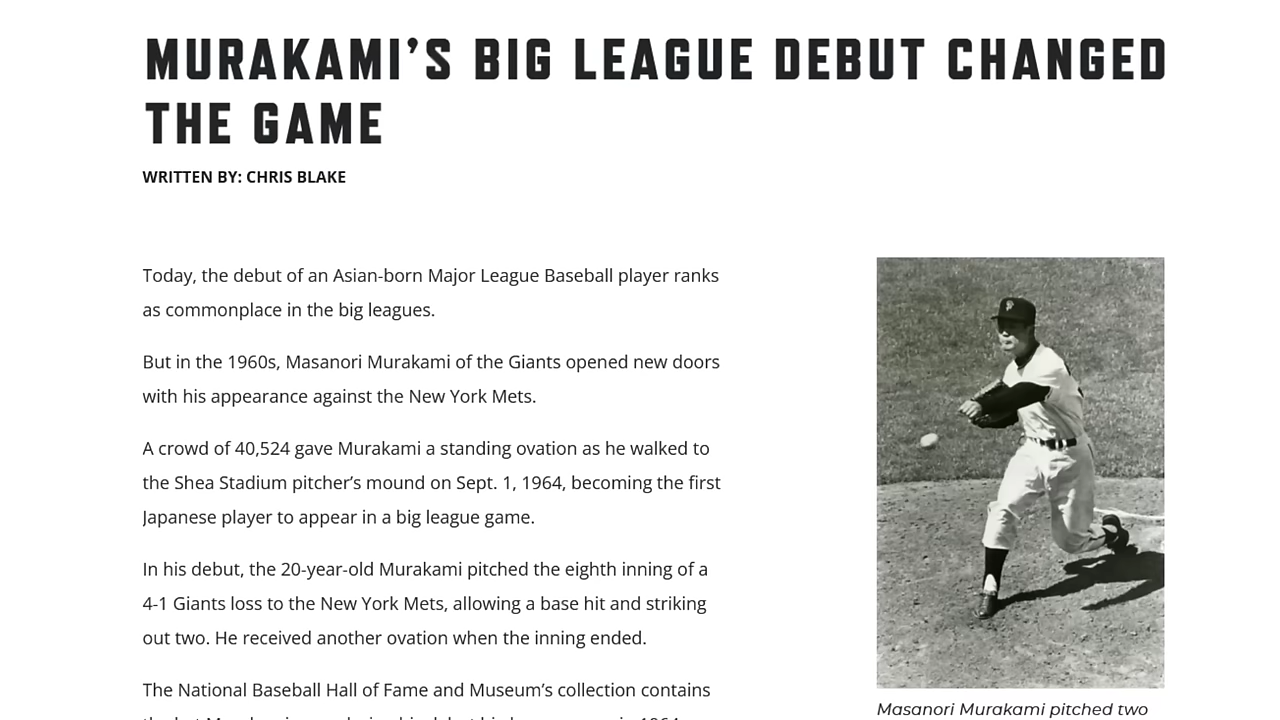 MURAKAMI’S BIG LEAGUE DEBUT CHANGED
THE GAME
WRITTEN BY: CHRIS BLAKE
Today, the debut of an Asian-born Major League Baseball player ranks
as commonplace in the big leagues.
But in the 1960s, Masanori Murakami of the Giants opened new doors
with his appearance against the New York Mets.
A crowd of 40,524 gave Murakami a standing ovation as he walked to
the Shea Stadium pitcher’s mound on Sept. 1, 1964, becoming the first
Japanese player to appear in a big league game.
In his debut, the 20-year-old Murakami pitched the eighth inning of a
4-1 Giants loss to the New York Mets, allowing a base hit and striking
out two. He received another ovation when the inning ended.
The National Baseball Hall of Fame and Museum’s collection contains
Masanori Murakami pitched two